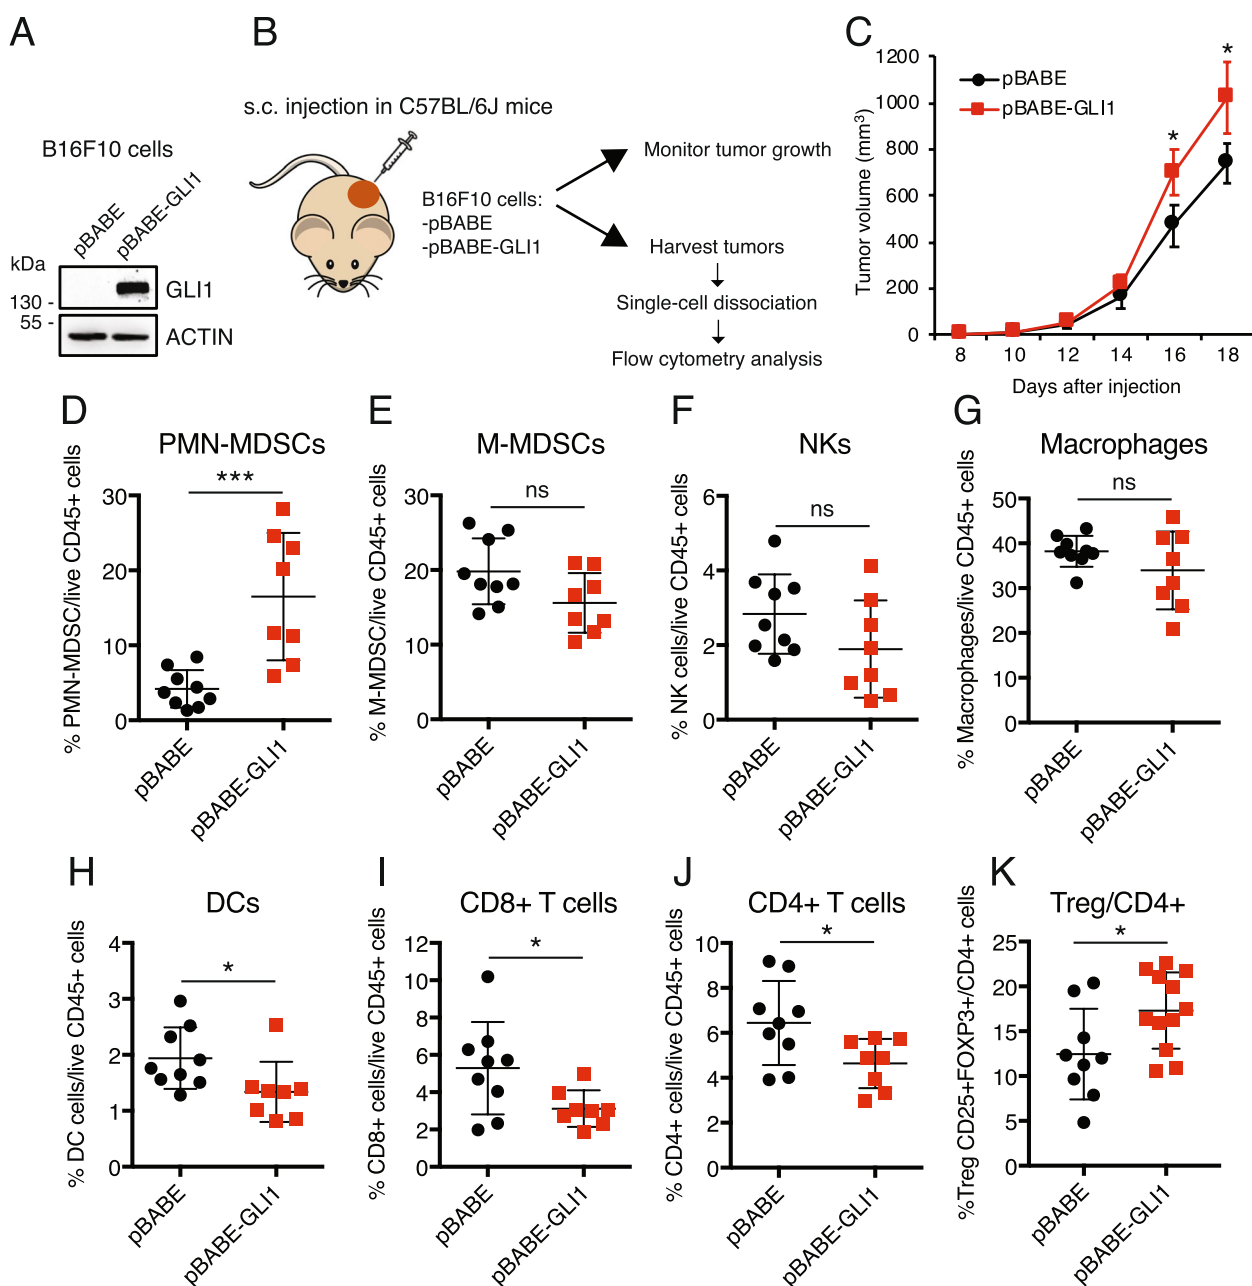 A
B16F10 cells
pBABE
pBABE-GLI1
kDa
130 -
GLI1
55 -
ACTIN
B
s.c. injection in C57BL/6J mice
B16F10 cells:
-pBABE
-pBABE-GLI1
Monitor tumor growth
Harvest tumors
Single-cell dissociation
Flow cytometry analysis
C
Tumor volume (mm³)
1200
1000
800
600
400
200
0
pBABE
pBABE-GLI1
*
*
8 10 12 14 16 18
Days after injection
D
PMN-MDSCs
% PMN-MDSC/live CD45+ cells
***
30
20
10
0
pBABE
pBABE-GLI1
E
M-MDSCs
% M-MDSC/live CD45+ cells
ns
30
20
10
0
pBABE
pBABE-GLI1
F
NKs
% NK cells/live CD45+ cells
ns
6
4
2
0
pBABE
pBABE-GLI1
G
Macrophages
% Macrophages/live CD45+ cells
ns
50
40
30
20
10
0
pBABE
pBABE-GLI1
H
DCs
% DC cells/live CD45+ cells
*
4
3
2
1
0
pBABE
pBABE-GLI1
I
CD8+ T cells
% CD8+ cells/live CD45+ cells
*
12
10
8
6
4
2
0
pBABE
pBABE-GLI1
J
CD4+ T cells
% CD4+ cells/live CD45+ cells
*
10
8
6
4
2
0
pBABE
pBABE-GLI1
K
Treg/CD4+
%Treg CD25+FOXP3+/CD4+ cells
*
25
20
15
10
5
0
pBABE
pBABE-GLI1